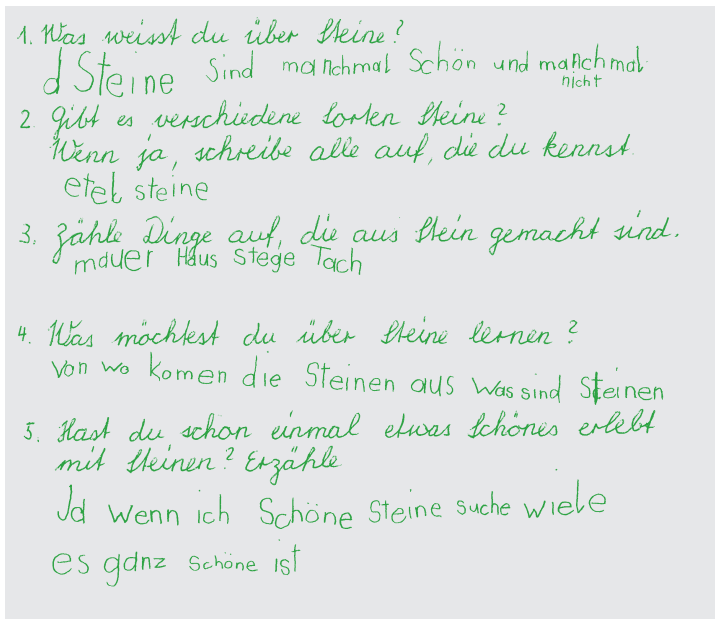 1. Was weisst du über Steine?
d Steine Sind manchmal Schön und manchmal
nicht
2. Gibt es verschiedene Sorten Steine?
Wenn ja, schreibe alle auf, die du kennst.
etel steine
3. Zähle Dinge auf, die aus Stein gemacht sind.
mauer Haus Stege Tach
4. Was möchtest du über Steine lernen?
Von wo komen die Steinen aus was sind Steinen
5. Hast du schon einmal etwas Schönes erlebt
mit Steinen? Erzähle
Ja wenn ich Schöne Steine suche wiele
es ganz schöne ist